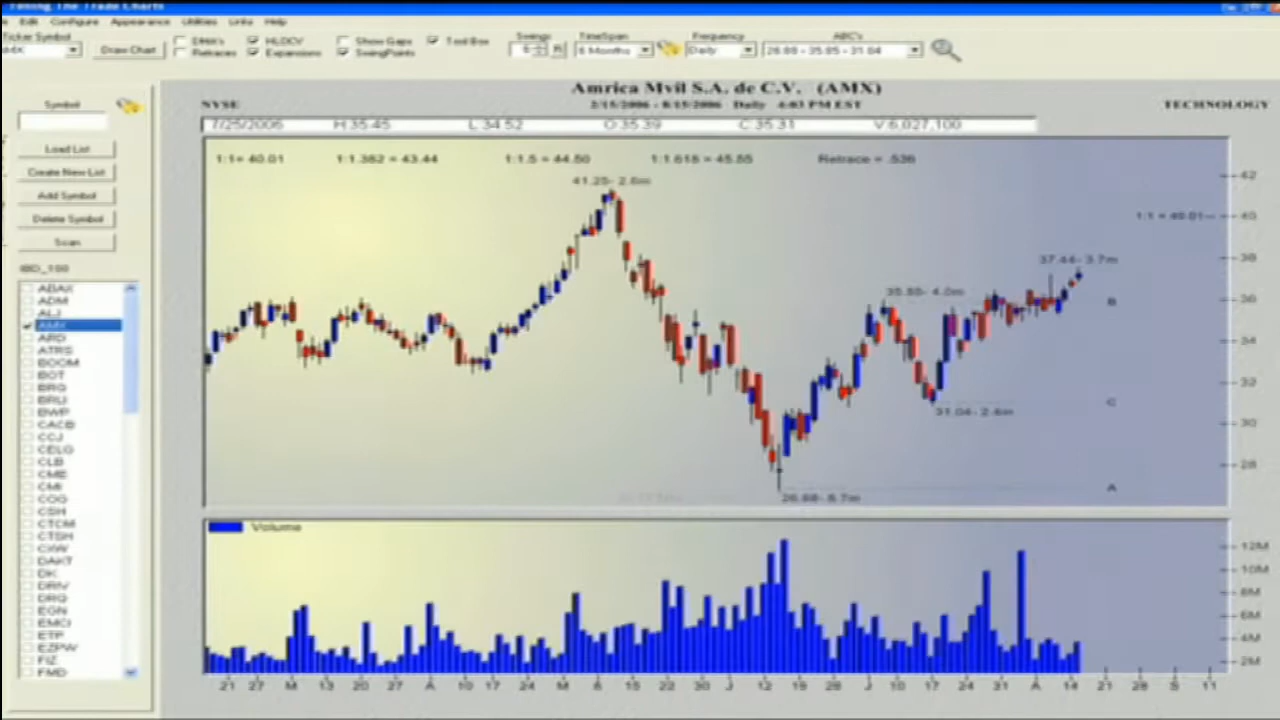 Timing The Trade Charts
Edit Configure Appearance Utilities Links Help
Ticker Symbol
AMX
Draw Chart
DMA's
Retraces
HLOCV
Expansions
Show Gaps
SwingPoints
Tool Box
Swings
TimeSpan
6 Months
Frequency
Daily
ABC's
26.88 - 35.85 - 31.04
Symbol
Load List
Create New List
Add Symbol
Delete Symbol
Scan
IBD_100
ABAX
ADM
ALJ
AMX
ARD
ATRS
BOOM
BOT
BRG
BRLI
BWP
CACB
CCJ
CELG
CLB
CME
CMI
COG
CSH
CTCM
CTSH
CXW
DAKT
DK
DRIV
DRQ
EGN
EMCI
ETP
EZPW
FIZ
FMD
Amrica Mvil S.A. de C.V. (AMX)
NYSE
2/15/2006 - 8/15/2006 Daily 4:03 PM EST
TECHNOLOGY
7/25/2006 H:35.45 L:34.52 O:35.39 C:35.31 V:6,027,100
1:1= 40.01 1:1.382 = 43.44 1:1.5 = 44.50 1:1.618 = 45.55 Retrace = .536
41.25- 2.6m
42
1:1 = 40.01
40
37.44- 3.7m
38
35.85- 4.0m
36
B
34
32
31.04- 2.6m
C
30
28
26.88- 6.7m
A
Volume
12M
10M
8M
6M
4M
2M
21 27 M 13 20 27 A 10 17 24 M 8 15 22 30 J 12 19 26 J 10 17 24 31 A 14 21 28 S 11